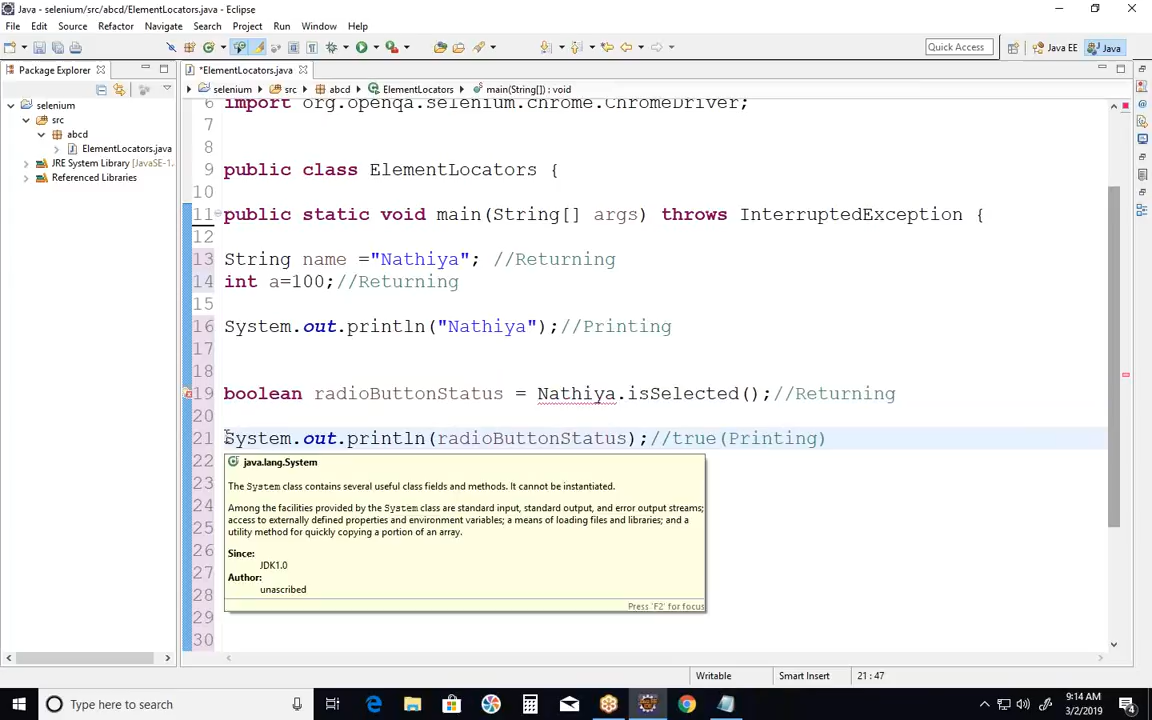 Java - selenium/src/abcd/ElementLocators.java - Eclipse
File Edit Source Refactor Navigate Search Project Run Window Help
Quick Access Java EE Java
Package Explorer
*ElementLocators.java
selenium src abcd ElementLocators main(String[]) : void
selenium
src
abcd
ElementLocators.java
JRE System Library [JavaSE-1.
Referenced Libraries
6 import org.openqa.selenium.chrome.ChromeDriver;
7
8
9 public class ElementLocators {
10
11 public static void main(String[] args) throws InterruptedException {
12
13 String name ="Nathiya"; //Returning
14 int a=100;//Returning
15
16 System.out.println("Nathiya");//Printing
17
18
19 boolean radioButtonStatus = Nathiya.isSelected();//Returning
20
21 System.out.println(radioButtonStatus);//true(Printing)
22
23
24
25
26
27
28
29
30
java.lang.System
The System class contains several useful class fields and methods. It cannot be instantiated.
Among the facilities provided by the System class are standard input, standard output, and error output streams;
access to externally defined properties and environment variables; a means of loading files and libraries; and a
utility method for quickly copying a portion of an array.
Since:
JDK1.0
Author:
unascribed
Press 'F2' for focus
Writable Smart Insert 21 : 47
Type here to search
9:14 AM
3/2/2019
4